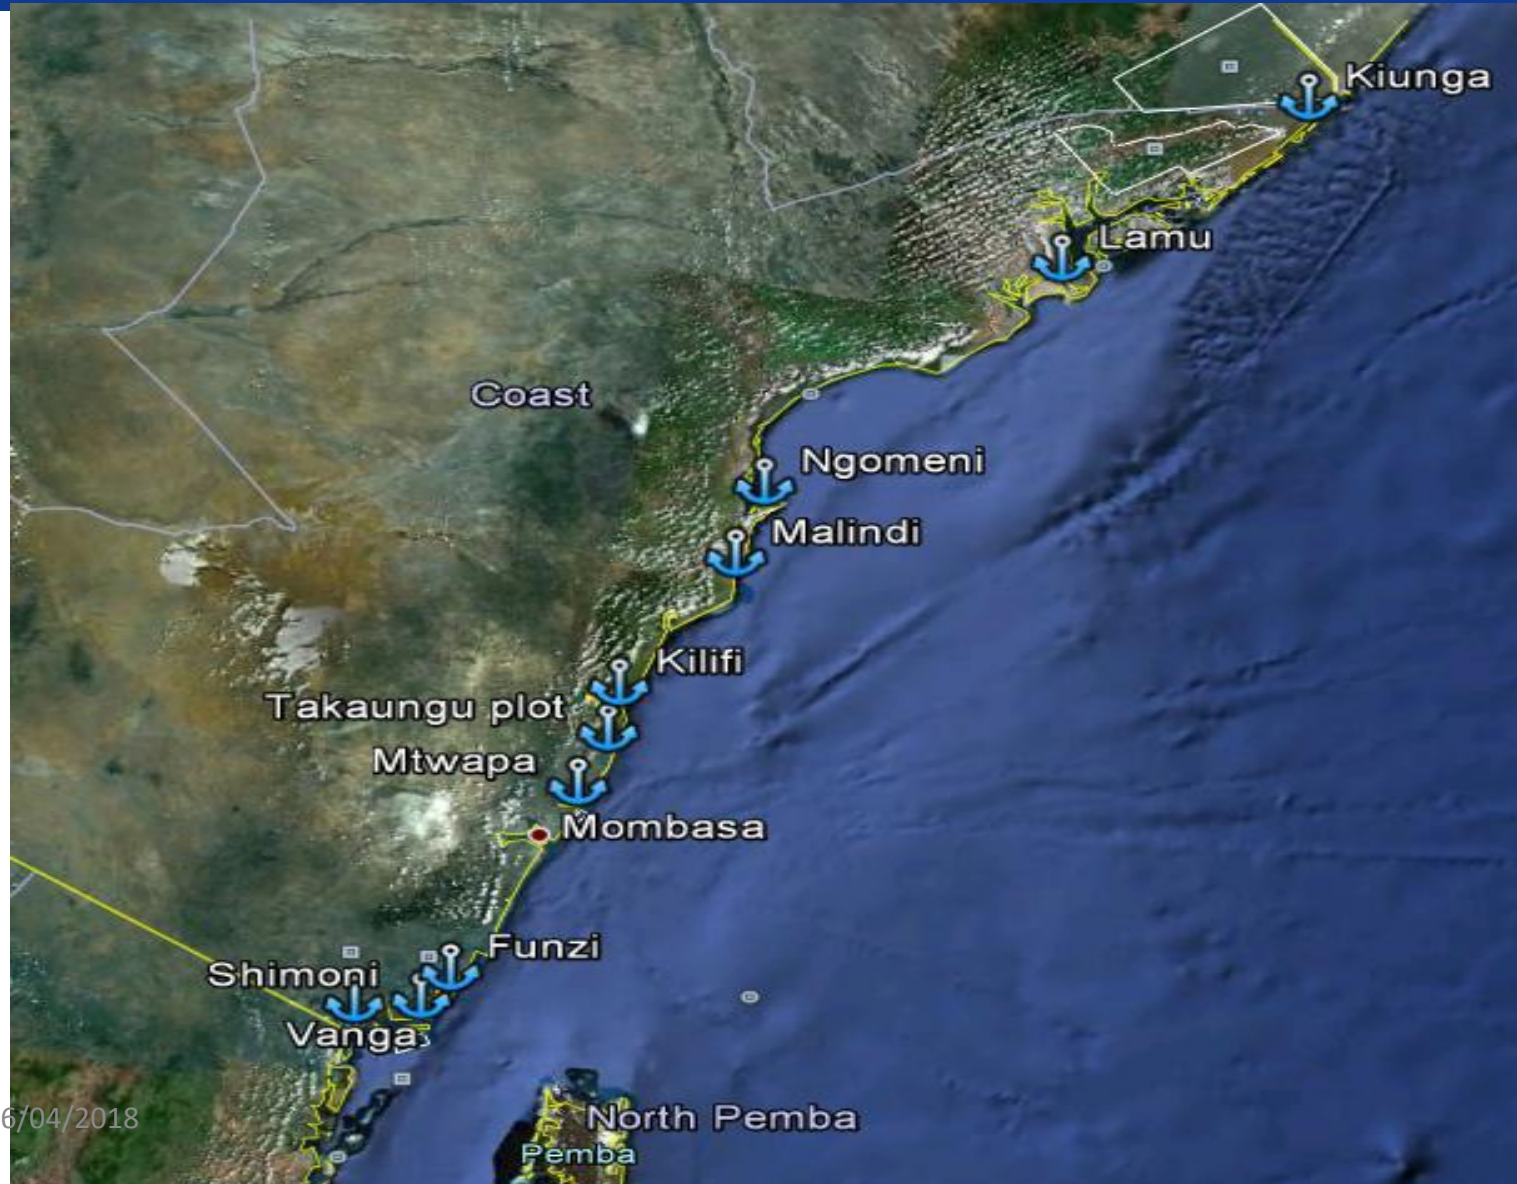 Kiunga
Lamu
Coast
Ngomeni
Malindi
Kilifi
Takaungu plot
Mtwapa
Mombasa
Funzi
Shimoni
Vanga
6/04/2018
North Pemba
Pemba